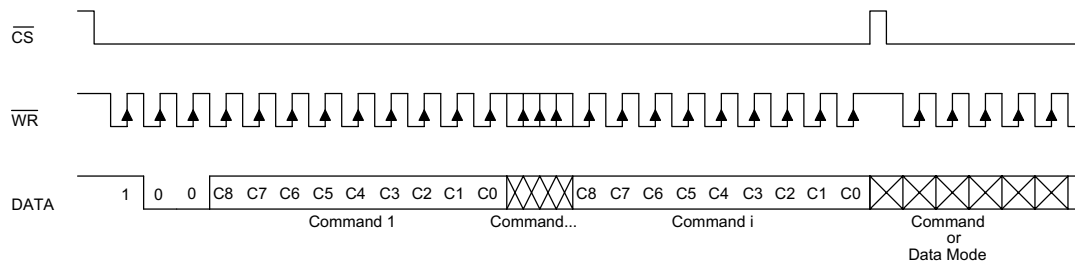 CS
WR
DATA 1 0 0 C8 C7 C6 C5 C4 C3 C2 C1 C0 C8 C7 C6 C5 C4 C3 C2 C1 C0
Command 1 Command... Command i Command
or
Data Mode